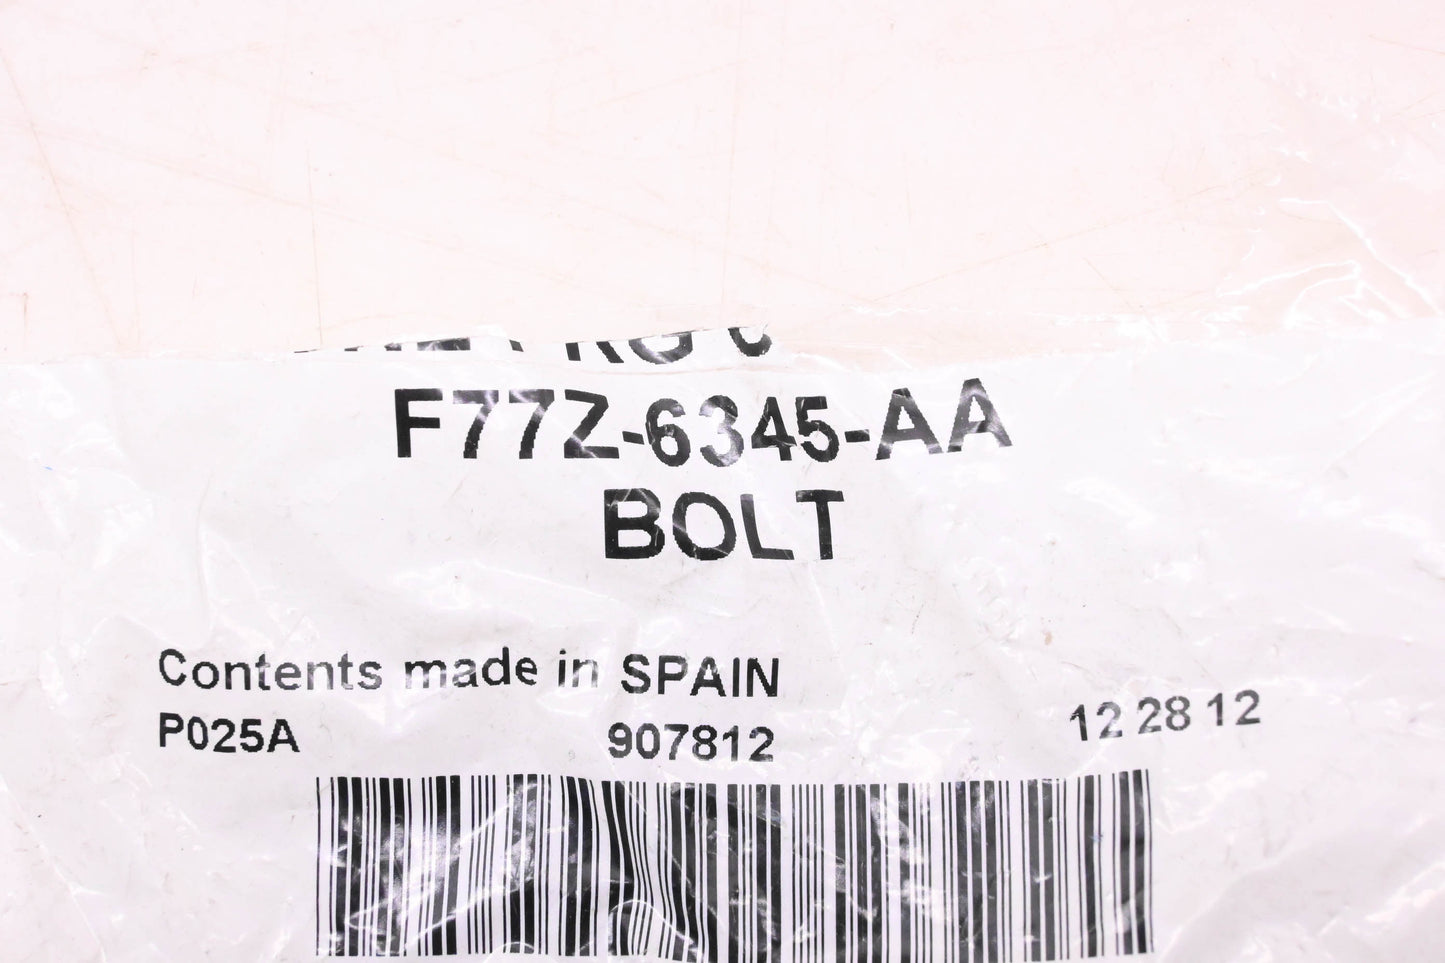 F77Z-6345-AA
BOLT
Contents made in SPAIN
P025A 907812 12 28 12